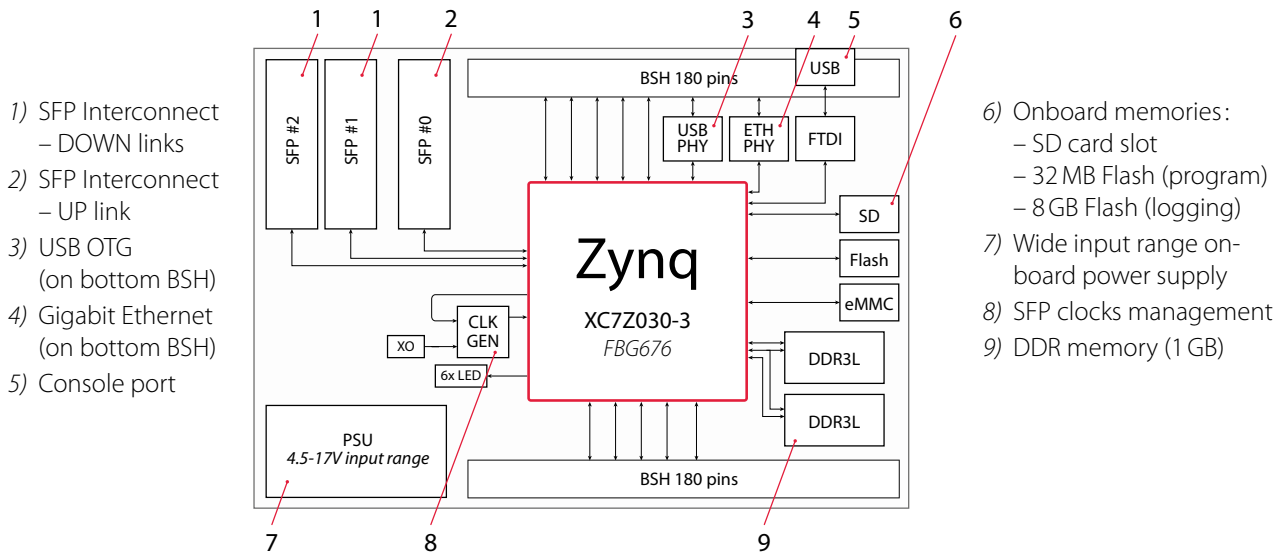 1 1 2 3 4 5 6
1) SFP Interconnect
– DOWN links
2) SFP Interconnect
– UP link
3) USB OTG
(on bottom BSH)
4) Gigabit Ethernet
(on bottom BSH)
5) Console port
SFP #2
SFP #1
SFP #0
BSH 180 pins
USB
USB
PHY
ETH
PHY
FTDI
SD
Flash
eMMC
Zynq
XC7Z030-3
FBG676
CLK
GEN
XO
6x LED
DDR3L
DDR3L
PSU
4.5-17V input range
BSH 180 pins
7 8 9
6) Onboard memories:
– SD card slot
– 32 MB Flash (program)
– 8 GB Flash (logging)
7) Wide input range on-
board power supply
8) SFP clocks management
9) DDR memory (1 GB)